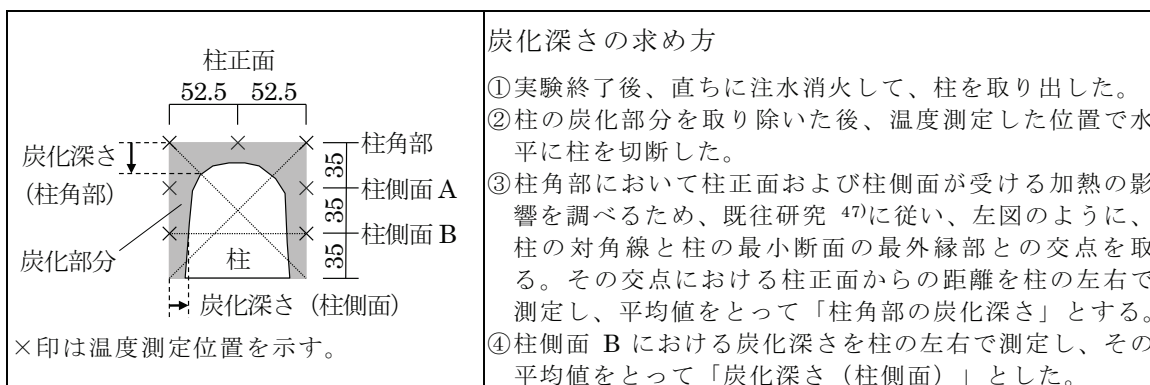 柱正面
52.5 52.5
炭化深さ
(柱角部)
炭化部分
柱
35
35
35
柱角部
柱側面 A
柱側面 B
炭化深さ(柱側面)
×印は温度測定位置を示す。
炭化深さの求め方
①実験終了後、直ちに注水消火して、柱を取り出した。
②柱の炭化部分を取り除いた後、温度測定した位置で水
平に柱を切断した。
③柱角部において柱正面および柱側面が受ける加熱の影
響を調べるため、既往研究 47)に従い、左図のように、
柱の対角線と柱の最小断面の最外縁部との交点を取
る。その交点における柱正面からの距離を柱の左右で
測定し、平均値をとって「柱角部の炭化深さ」とする。
④柱側面 B における炭化深さを柱の左右で測定し、その
平均値をとって「炭化深さ(柱側面)」とした。